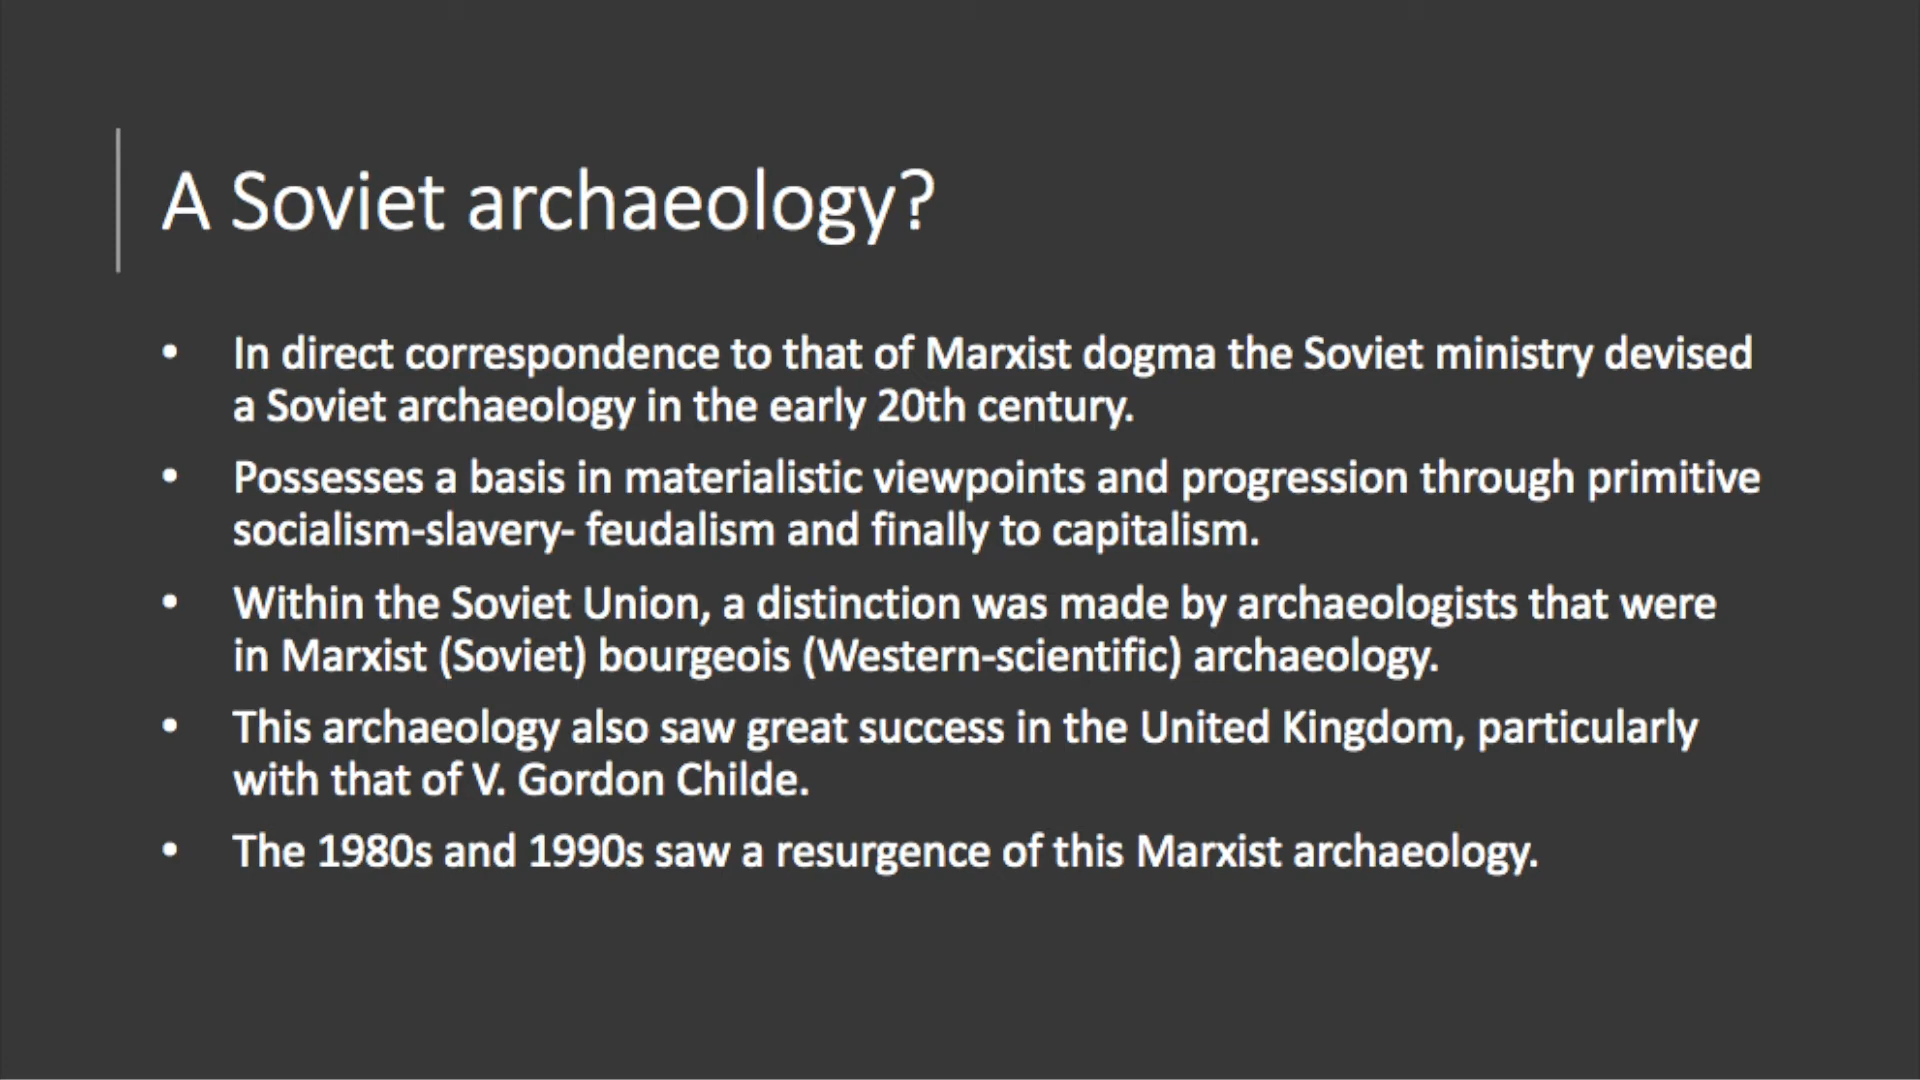 A Soviet archaeology?
• In direct correspondence to that of Marxist dogma the Soviet ministry devised
a Soviet archaeology in the early 20th century.
• Possesses a basis in materialistic viewpoints and progression through primitive
socialism-slavery- feudalism and finally to capitalism.
• Within the Soviet Union, a distinction was made by archaeologists that were
in Marxist (Soviet) bourgeois (Western-scientific) archaeology.
• This archaeology also saw great success in the United Kingdom, particularly
with that of V. Gordon Childe.
• The 1980s and 1990s saw a resurgence of this Marxist archaeology.